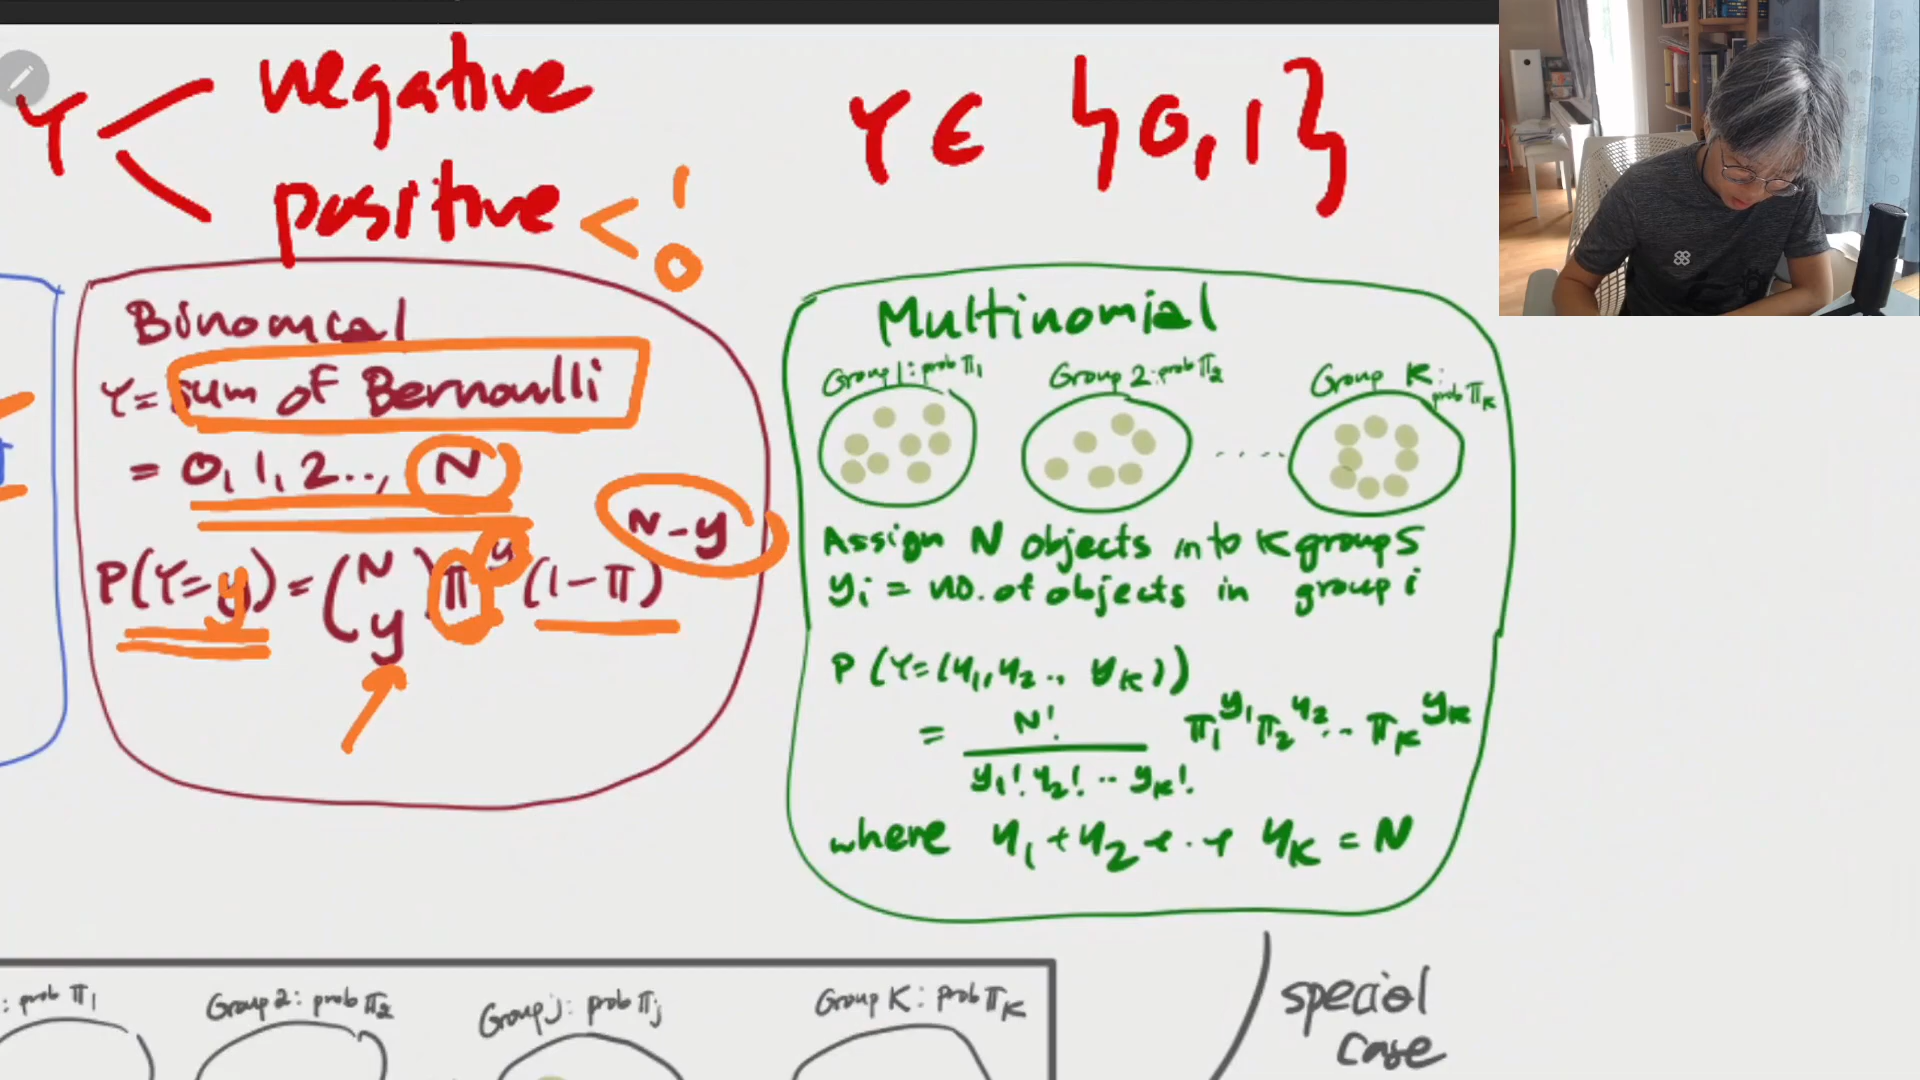 Y < negative
positive < 1
0
Y ∈ {0, 1}
Binomial
Y = sum of Bernoulli
= 0, 1, 2 .., N
P(Y=y) = (N y) π^y (1-π)^N-y
Multinomial
Group 1: prob π1
Group 2: prob π2
Group K: prob πK
Assign N objects into K groups
yi = no. of objects in group i
P(Y=(y1, y2 .. yK))
= N! / y1! y2! .. yK! π1^y1 π2^y2 .. πK^yK
where y1 + y2 + .. + yK = N
special
case
: prob π1
Group 2: prob π2
Group j: prob πj
Group K: prob πK